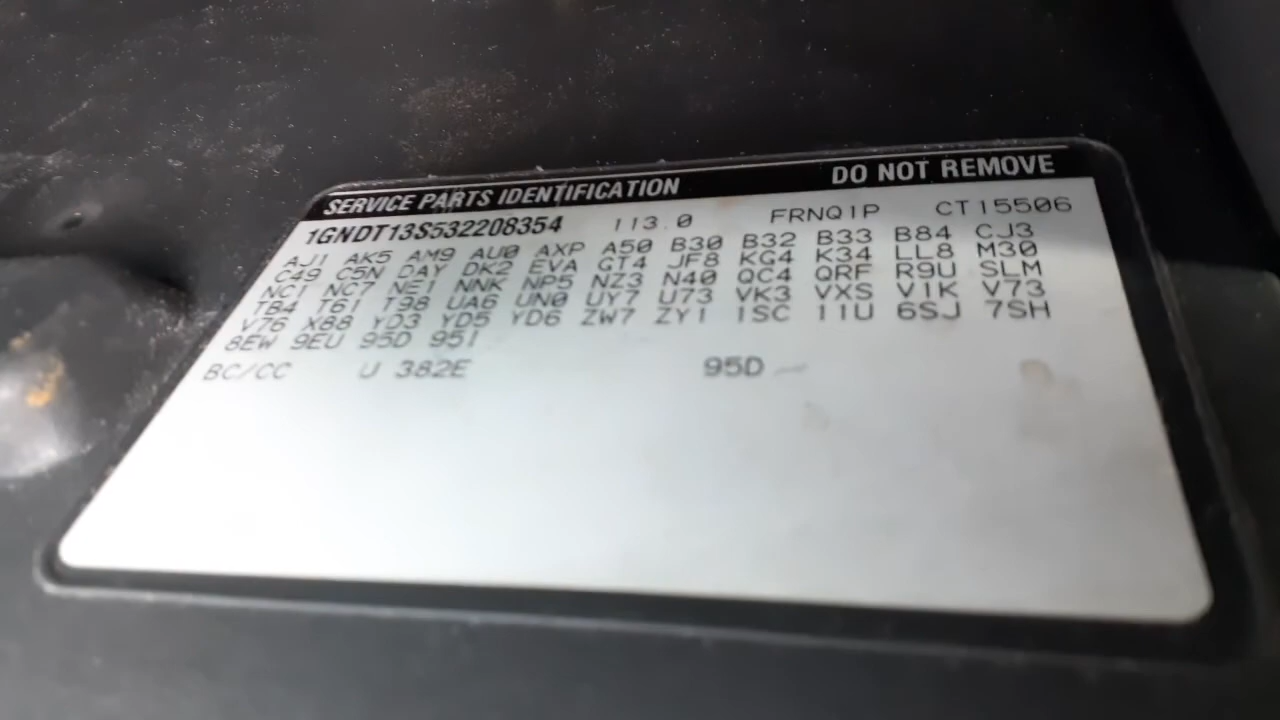 SERVICE PARTS IDENTIFICATION DO NOT REMOVE
1GNDT13S532208354 113.0 FRNQ1P CT15506
AJ1 AK5 AM9 AU0 AXP A50 B30 B32 B33 B84 CJ3
C49 C5N DAY DK2 EVA GT4 JF8 KG4 K34 LL8 M30
NC1 NC7 NE1 NNK NP5 NZ3 N40 QC4 QRF R9U SLM
TB4 T61 T98 UA6 UN0 UY7 U73 VK3 VXS V1K V73
V76 X88 YD3 YD5 YD6 ZW7 ZY1 1SC 11U 6SJ 7SH
8EW 9EU 95D 95I
BC/CC U 382E 95D